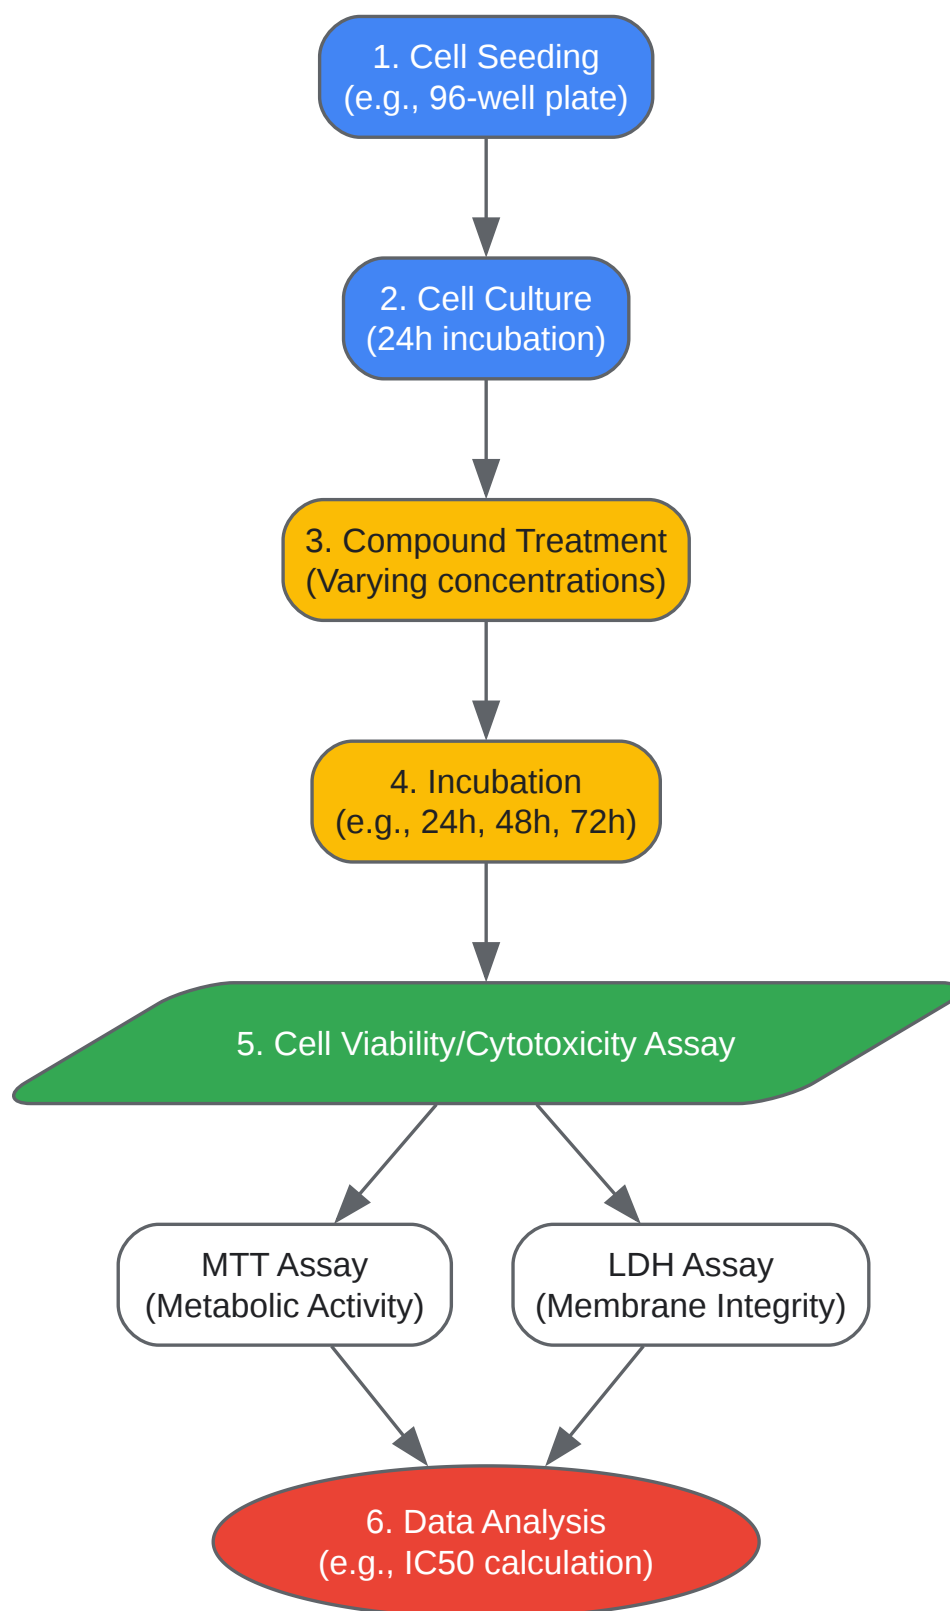 1. Cell Seeding
(e.g., 96-well plate)
2. Cell Culture
(24h incubation)
3. Compound Treatment
(Varying concentrations)
4. Incubation
(e.g., 24h, 48h, 72h)
5. Cell Viability/Cytotoxicity Assay
MTT Assay
(Metabolic Activity)
LDH Assay
(Membrane Integrity)
6. Data Analysis
(e.g., IC50 calculation)